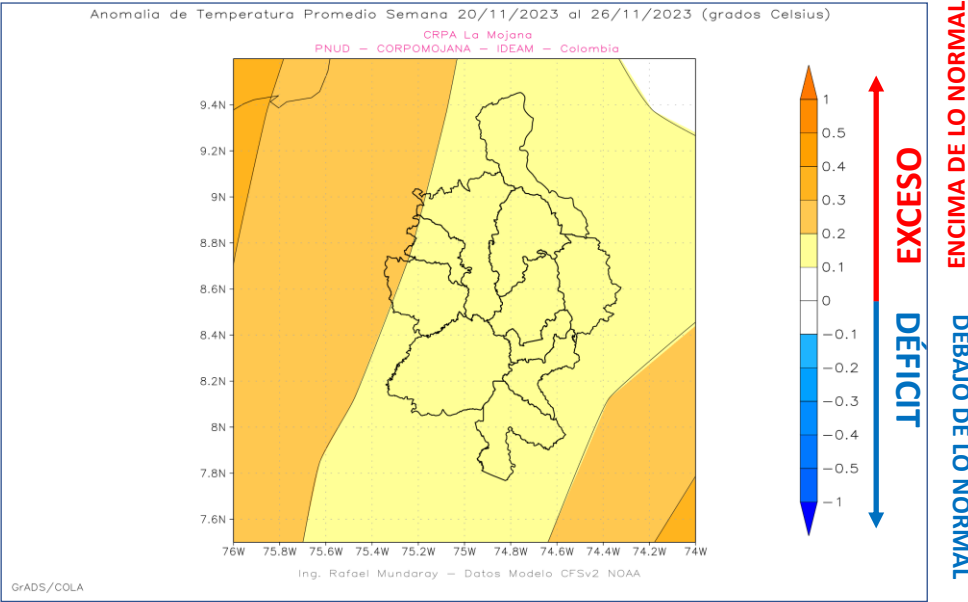 Anomalia de Temperatura Promedio Semana 20/11/2023 al 26/11/2023 (grados Celsius)
CRPA La Mojana
PNUD – CORPOMOJANA – IDEAM – Colombia
9.4N
9.2N
9N
8.8N
8.6N
8.4N
8.2N
8N
7.8N
7.6N
76W 75.8W 75.6W 75.4W 75.2W 75W 74.8W 74.6W 74.4W 74.2W 74W
1
0.5
0.4
0.3
0.2
0.1
0
−0.1
−0.2
−0.3
−0.4
−0.5
−1
EXCESO
DÉFICIT
ENCIMA DE LO NORMAL
DEBAJO DE LO NORMAL
Ing. Rafael Mundaray – Datos Modelo CFSv2 NOAA
GrADS/COLA